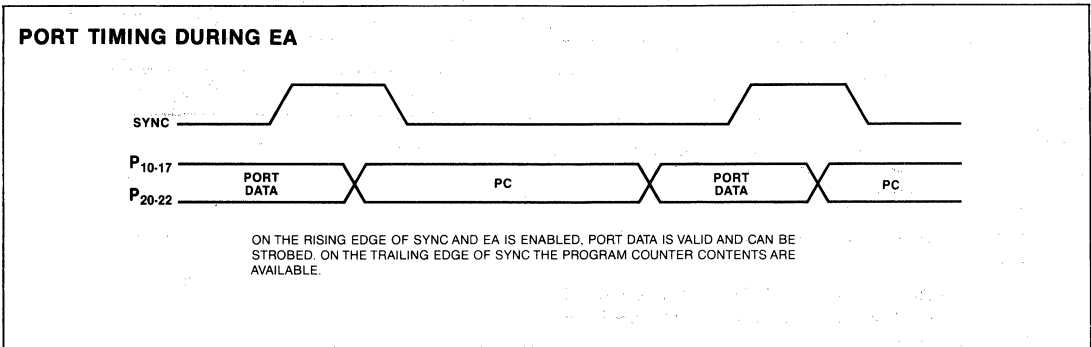 PORT TIMING DURING EA
SYNC
P10-17
P20-22
PORT DATA
PC
PORT DATA
PC
ON THE RISING EDGE OF SYNC AND EA IS ENABLED, PORT DATA IS VALID AND CAN BE
STROBED. ON THE TRAILING EDGE OF SYNC THE PROGRAM COUNTER CONTENTS ARE
AVAILABLE.